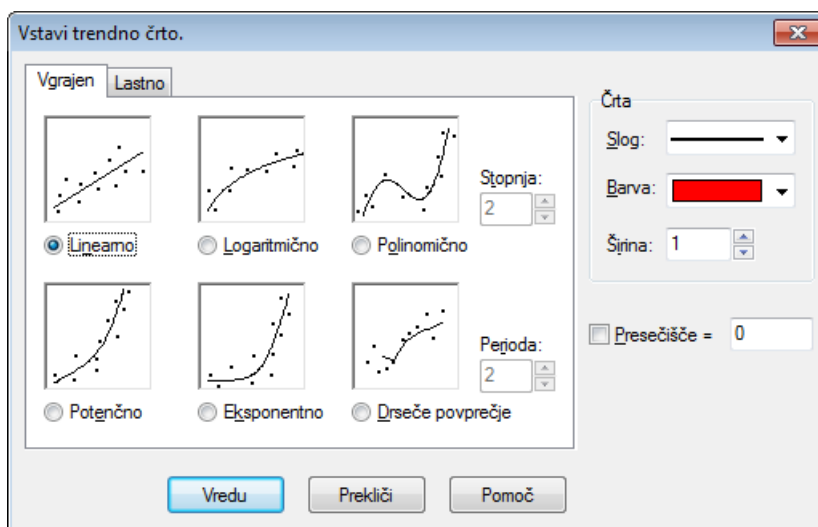 Vstavi trendno črto.
Vgrajen Lastno
Stopnja:
2
Linearno Logaritmično Polinomično
Perioda:
2
Potenčno Eksponentno Drseče povprečje
Črta
Slog:
Barva:
Širina: 1
Presečišče = 0
Vredu Prekliči Pomoč